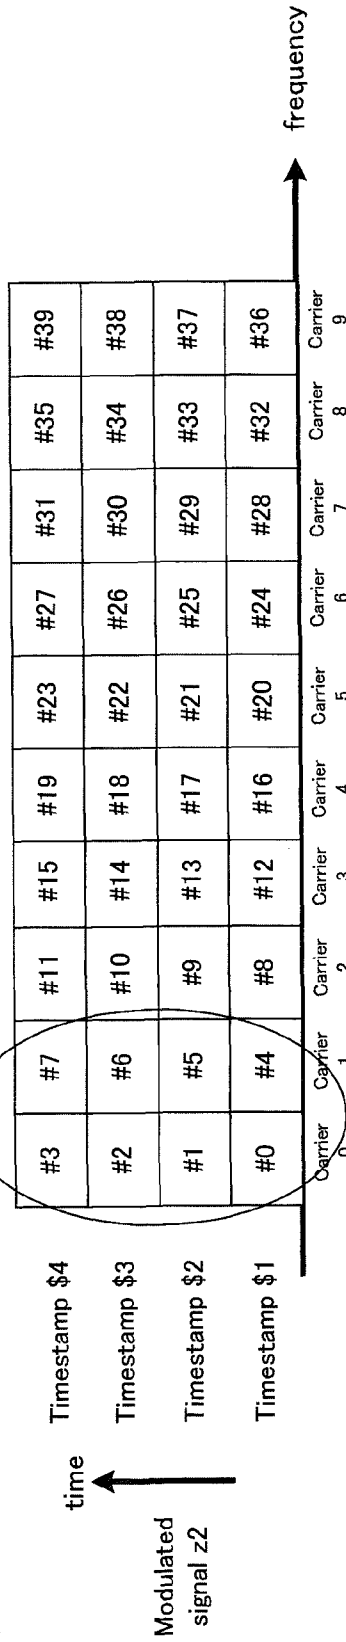 time
Modulated
signal z2
Timestamp $4 #3 #7 #11 #15 #19 #23 #27 #31 #35 #39
Timestamp $3 #2 #6 #10 #14 #18 #22 #26 #30 #34 #38
Timestamp $2 #1 #5 #9 #13 #17 #21 #25 #29 #33 #37
Timestamp $1 #0 #4 #8 #12 #16 #20 #24 #28 #32 #36
Carrier Carrier Carrier Carrier Carrier Carrier Carrier Carrier Carrier Carrier
0 1 2 3 4 5 6 7 8 9
frequency